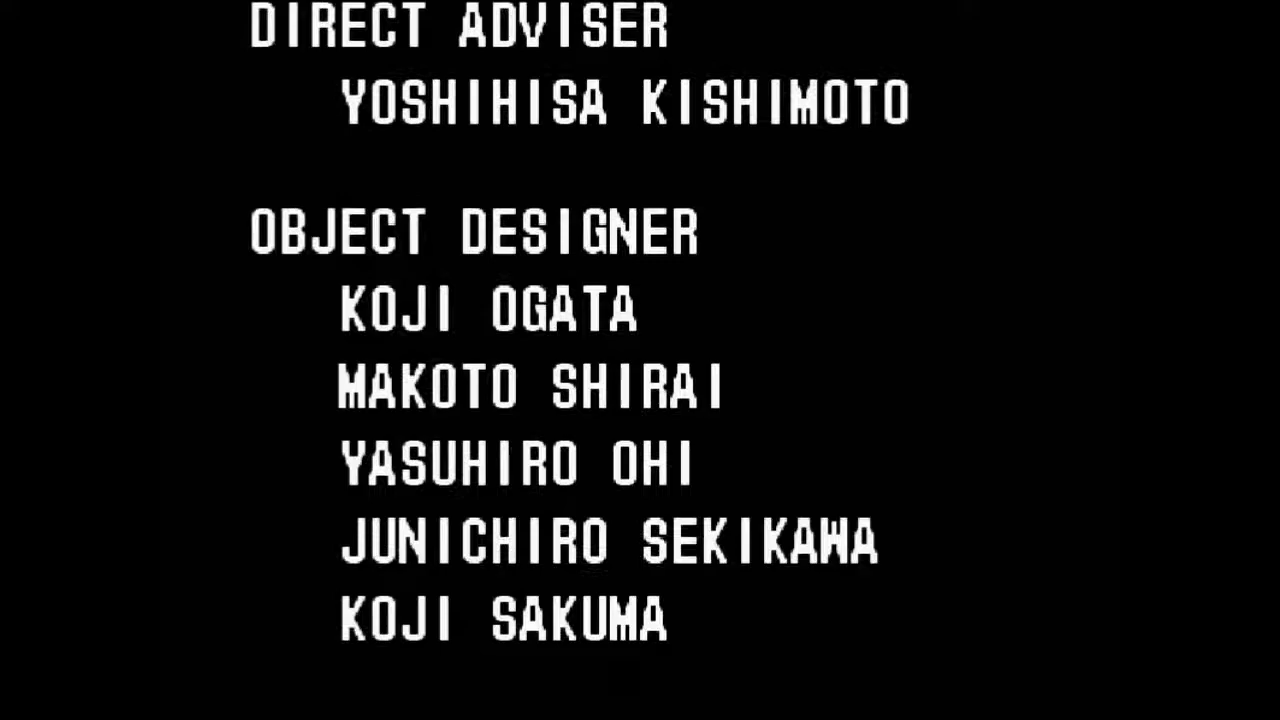 DIRECT ADVISER
YOSHIHISA KISHIMOTO
OBJECT DESIGNER
KOJI OGATA
MAKOTO SHIRAI
YASUHIRO OHI
JUNICHIRO SEKIKAWA
KOJI SAKUMA